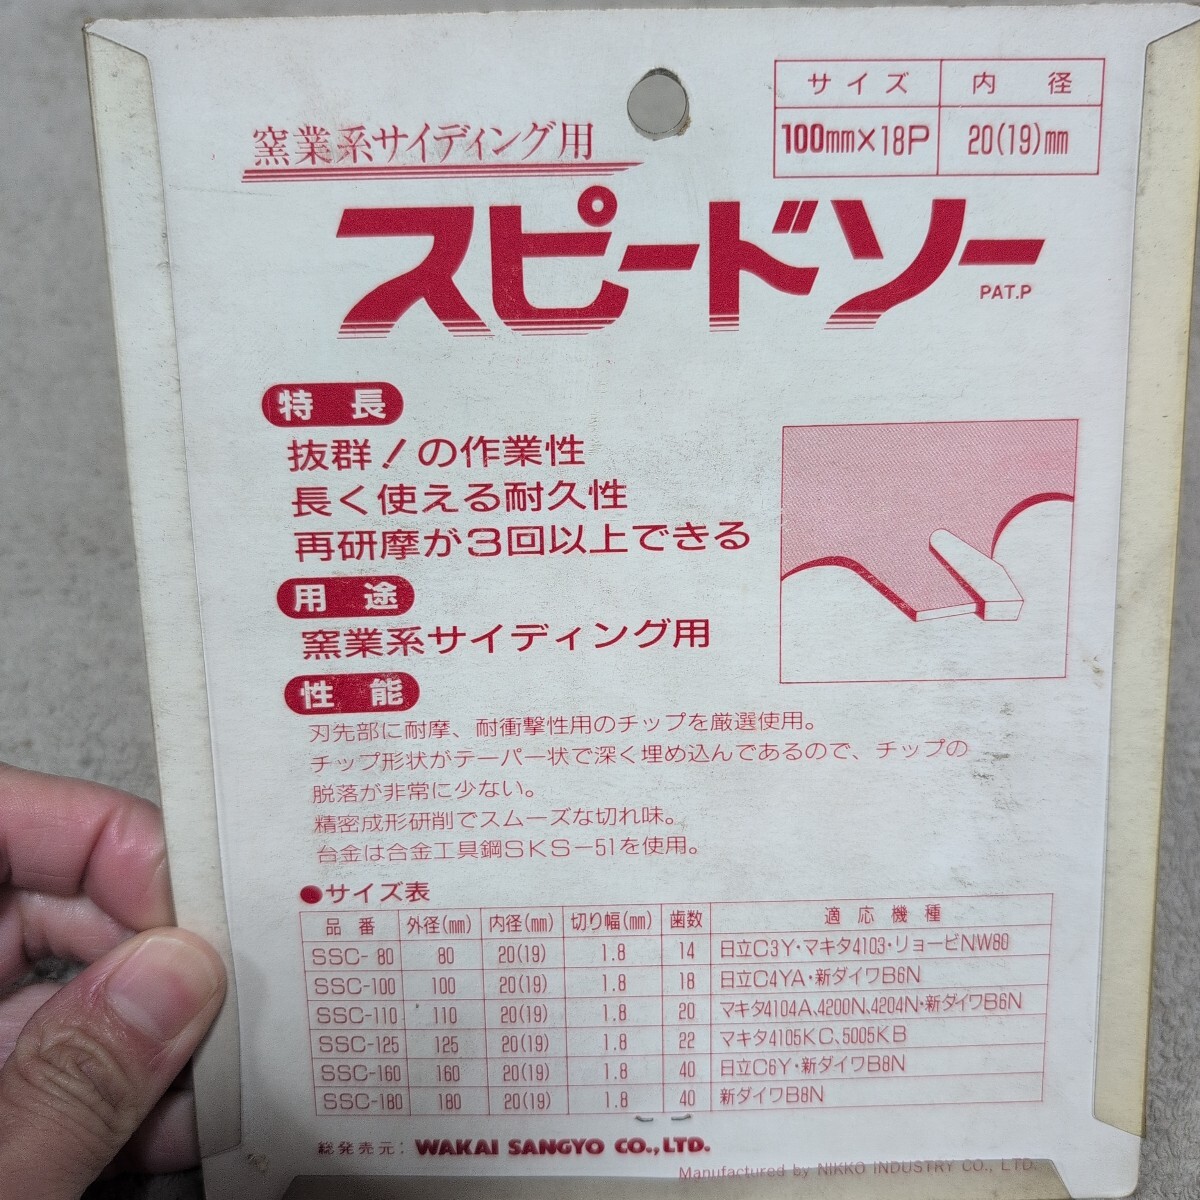 サイズ 内径
100mm×18P 20(19)mm
窯業系サイディング用
スピードソー
PAT.P
特長
抜群!の作業性
長く使える耐久性
再研摩が3回以上できる
用途
窯業系サイディング用
性能
刃先部に耐摩、耐衝撃性用のチップを厳選使用。
チップ形状がテーパー状で深く埋め込んであるので、チップの
脱落が非常に少ない。
精密成形研削でスムーズな切れ味。
台金は合金工具鋼SKS-51を使用。
●サイズ表
品番 外径(mm) 内径(mm) 切り幅(mm) 歯数 適応機種
SSC-80 80 20(19) 1.8 14 日立C3Y・マキタ4103・リョービNW80
SSC-100 100 20(19) 1.8 18 日立C4YA・新ダイワB6N
SSC-110 110 20(19) 1.8 20 マキタ4104A、4200N、4204N・新ダイワB6N
SSC-125 125 20(19) 1.8 22 マキタ4105KC、5005KB
SSC-160 160 20(19) 1.8 40 日立C6Y・新ダイワB8N
SSC-180 180 20(19) 1.8 40 新ダイワB8N
総発売元: WAKAI SANGYO CO.,LTD.
Manufactured by NIKKO INDUSTRY CO., LTD.